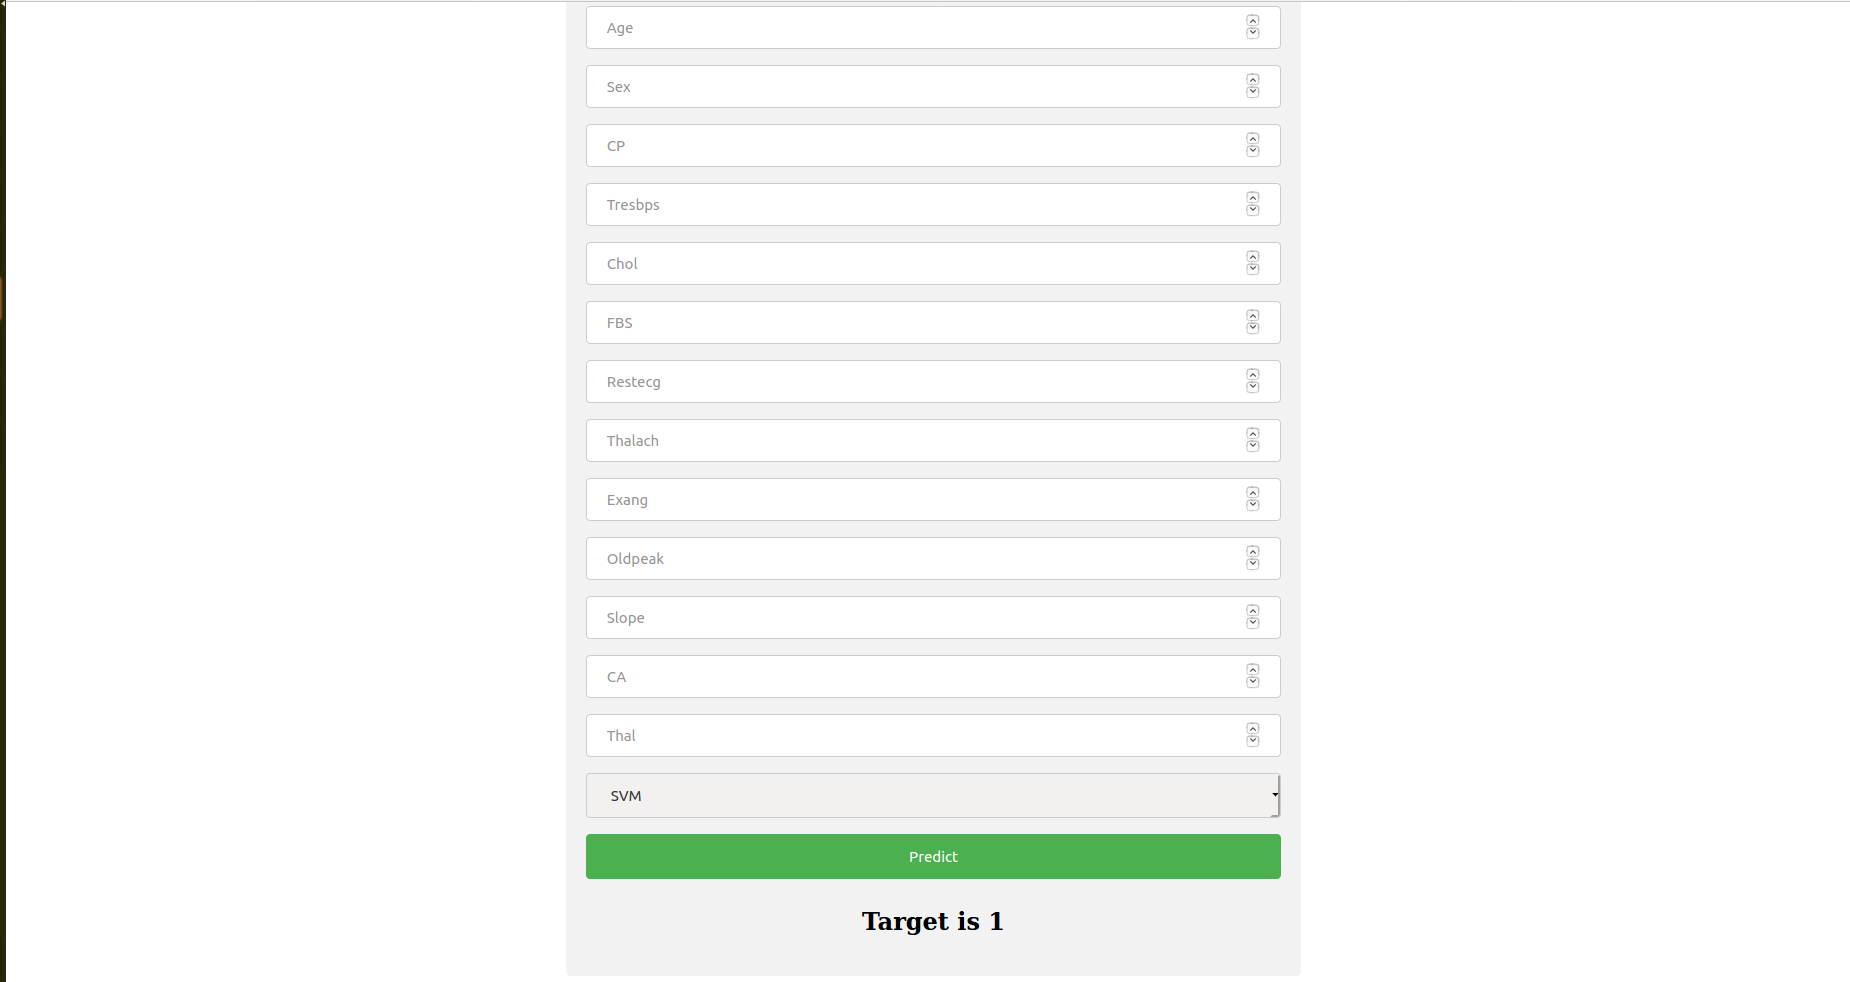 Age
Sex
CP
Tresbps
Chol
FBS
Restecg
Thalach
Exang
Oldpeak
Slope
CA
Thal
SVM
Predict
Target is 1